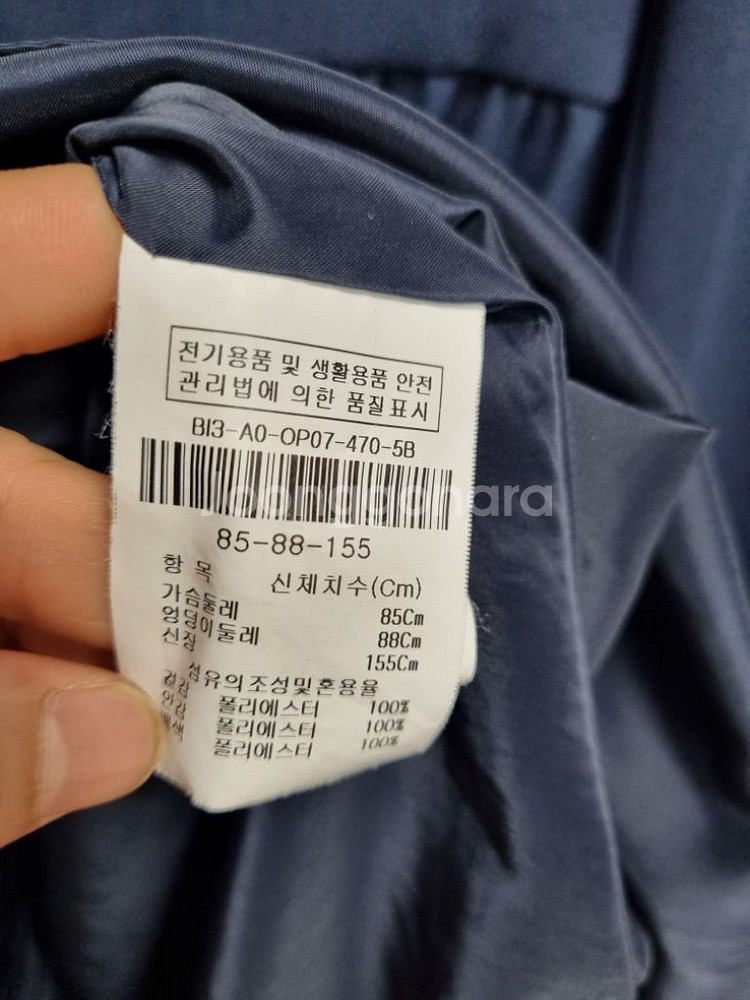 전기용품 및 생활용품 안전
관리법에 의한 품질표시
BI3-A0-OP07-470-5B
joonggonara
85-88-155
항 목 신체치수(Cm)
가슴둘레 85Cm
엉덩이둘레 88Cm
신장 155Cm
섬유의조성및혼용율
겉감 폴리에스터 100%
안감 폴리에스터 100%
폴리에스터 100%